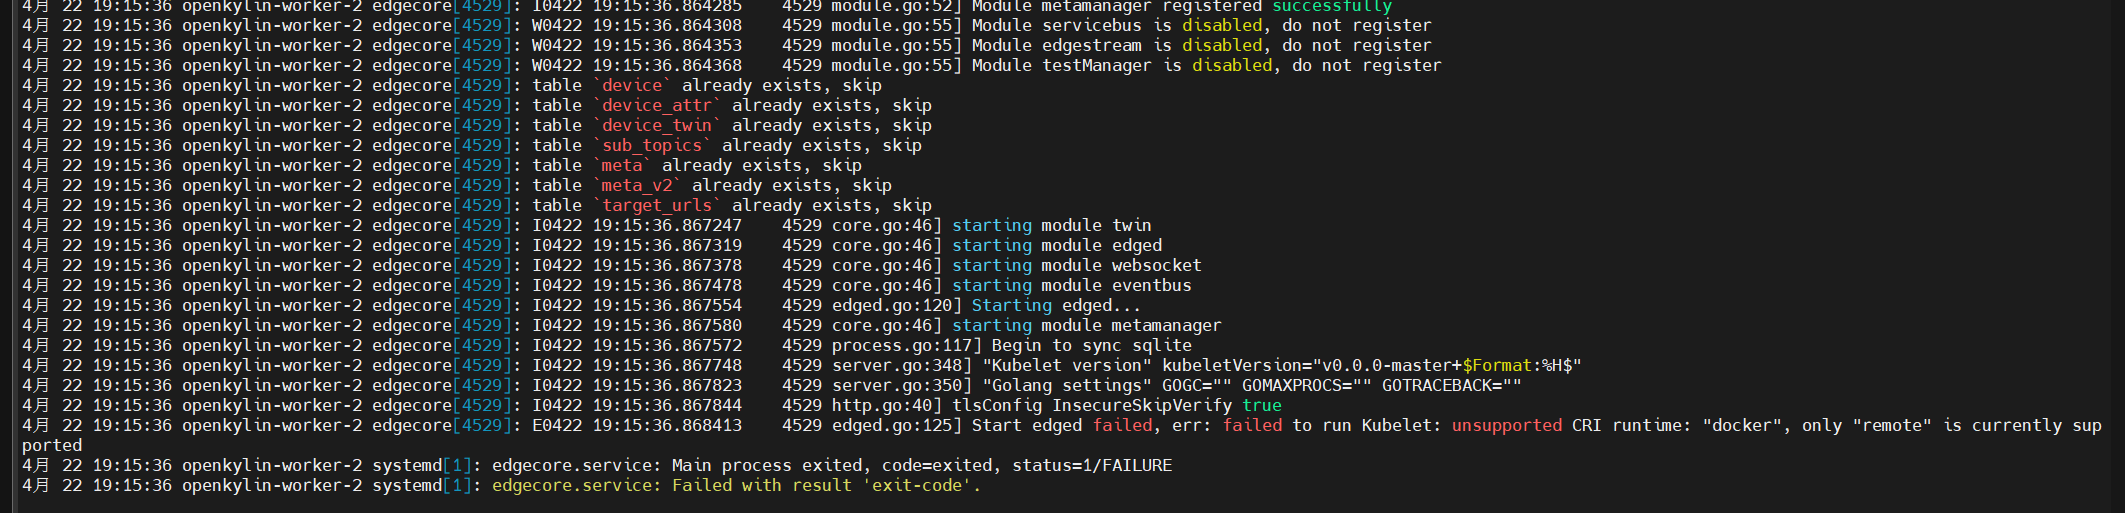 4月 22 19:15:36 openkylin-worker-2 edgecore[4529]: I0422 19:15:36.864285    4529 module.go:52] Module metamanager registered successfully
4月 22 19:15:36 openkylin-worker-2 edgecore[4529]: W0422 19:15:36.864308    4529 module.go:55] Module servicebus is disabled, do not register
4月 22 19:15:36 openkylin-worker-2 edgecore[4529]: W0422 19:15:36.864353    4529 module.go:55] Module edgestream is disabled, do not register
4月 22 19:15:36 openkylin-worker-2 edgecore[4529]: W0422 19:15:36.864368    4529 module.go:55] Module testManager is disabled, do not register
4月 22 19:15:36 openkylin-worker-2 edgecore[4529]: table `device` already exists, skip
4月 22 19:15:36 openkylin-worker-2 edgecore[4529]: table `device_attr` already exists, skip
4月 22 19:15:36 openkylin-worker-2 edgecore[4529]: table `device_twin` already exists, skip
4月 22 19:15:36 openkylin-worker-2 edgecore[4529]: table `sub_topics` already exists, skip
4月 22 19:15:36 openkylin-worker-2 edgecore[4529]: table `meta` already exists, skip
4月 22 19:15:36 openkylin-worker-2 edgecore[4529]: table `meta_v2` already exists, skip
4月 22 19:15:36 openkylin-worker-2 edgecore[4529]: table `target_urls` already exists, skip
4月 22 19:15:36 openkylin-worker-2 edgecore[4529]: I0422 19:15:36.867247    4529 core.go:46] starting module twin
4月 22 19:15:36 openkylin-worker-2 edgecore[4529]: I0422 19:15:36.867319    4529 core.go:46] starting module edged
4月 22 19:15:36 openkylin-worker-2 edgecore[4529]: I0422 19:15:36.867378    4529 core.go:46] starting module websocket
4月 22 19:15:36 openkylin-worker-2 edgecore[4529]: I0422 19:15:36.867478    4529 core.go:46] starting module eventbus
4月 22 19:15:36 openkylin-worker-2 edgecore[4529]: I0422 19:15:36.867554    4529 edged.go:120] Starting edged...
4月 22 19:15:36 openkylin-worker-2 edgecore[4529]: I0422 19:15:36.867580    4529 core.go:46] starting module metamanager
4月 22 19:15:36 openkylin-worker-2 edgecore[4529]: I0422 19:15:36.867572    4529 process.go:117] Begin to sync sqlite
4月 22 19:15:36 openkylin-worker-2 edgecore[4529]: I0422 19:15:36.867748    4529 server.go:348] "Kubelet version" kubeletVersion="v0.0.0-master+$Format:%H$"
4月 22 19:15:36 openkylin-worker-2 edgecore[4529]: I0422 19:15:36.867823    4529 server.go:350] "Golang settings" GOGC="" GOMAXPROCS="" GOTRACEBACK=""
4月 22 19:15:36 openkylin-worker-2 edgecore[4529]: I0422 19:15:36.867844    4529 http.go:40] tlsConfig InsecureSkipVerify true
4月 22 19:15:36 openkylin-worker-2 edgecore[4529]: E0422 19:15:36.868413    4529 edged.go:125] Start edged failed, err: failed to run Kubelet: unsupported CRI runtime: "docker", only "remote" is currently sup
ported
4月 22 19:15:36 openkylin-worker-2 systemd[1]: edgecore.service: Main process exited, code=exited, status=1/FAILURE
4月 22 19:15:36 openkylin-worker-2 systemd[1]: edgecore.service: Failed with result 'exit-code'.